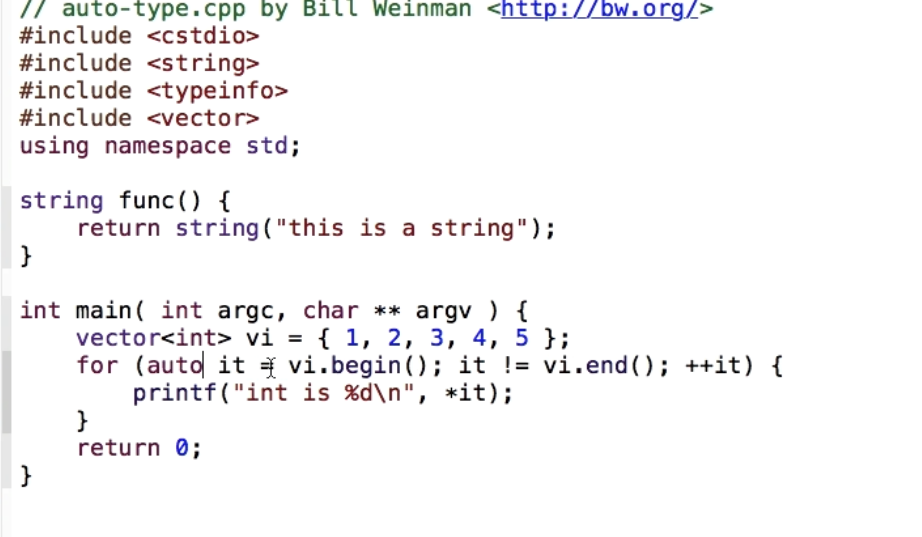 // auto-type.cpp by Bill Weinman <http://bw.org/>
#include <cstdio>
#include <string>
#include <typeinfo>
#include <vector>
using namespace std;
string func() {
    return string("this is a string");
}
int main( int argc, char ** argv ) {
    vector<int> vi = { 1, 2, 3, 4, 5 };
    for (auto it = vi.begin(); it != vi.end(); ++it) {
        printf("int is %d\n", *it);
    }
    return 0;
}